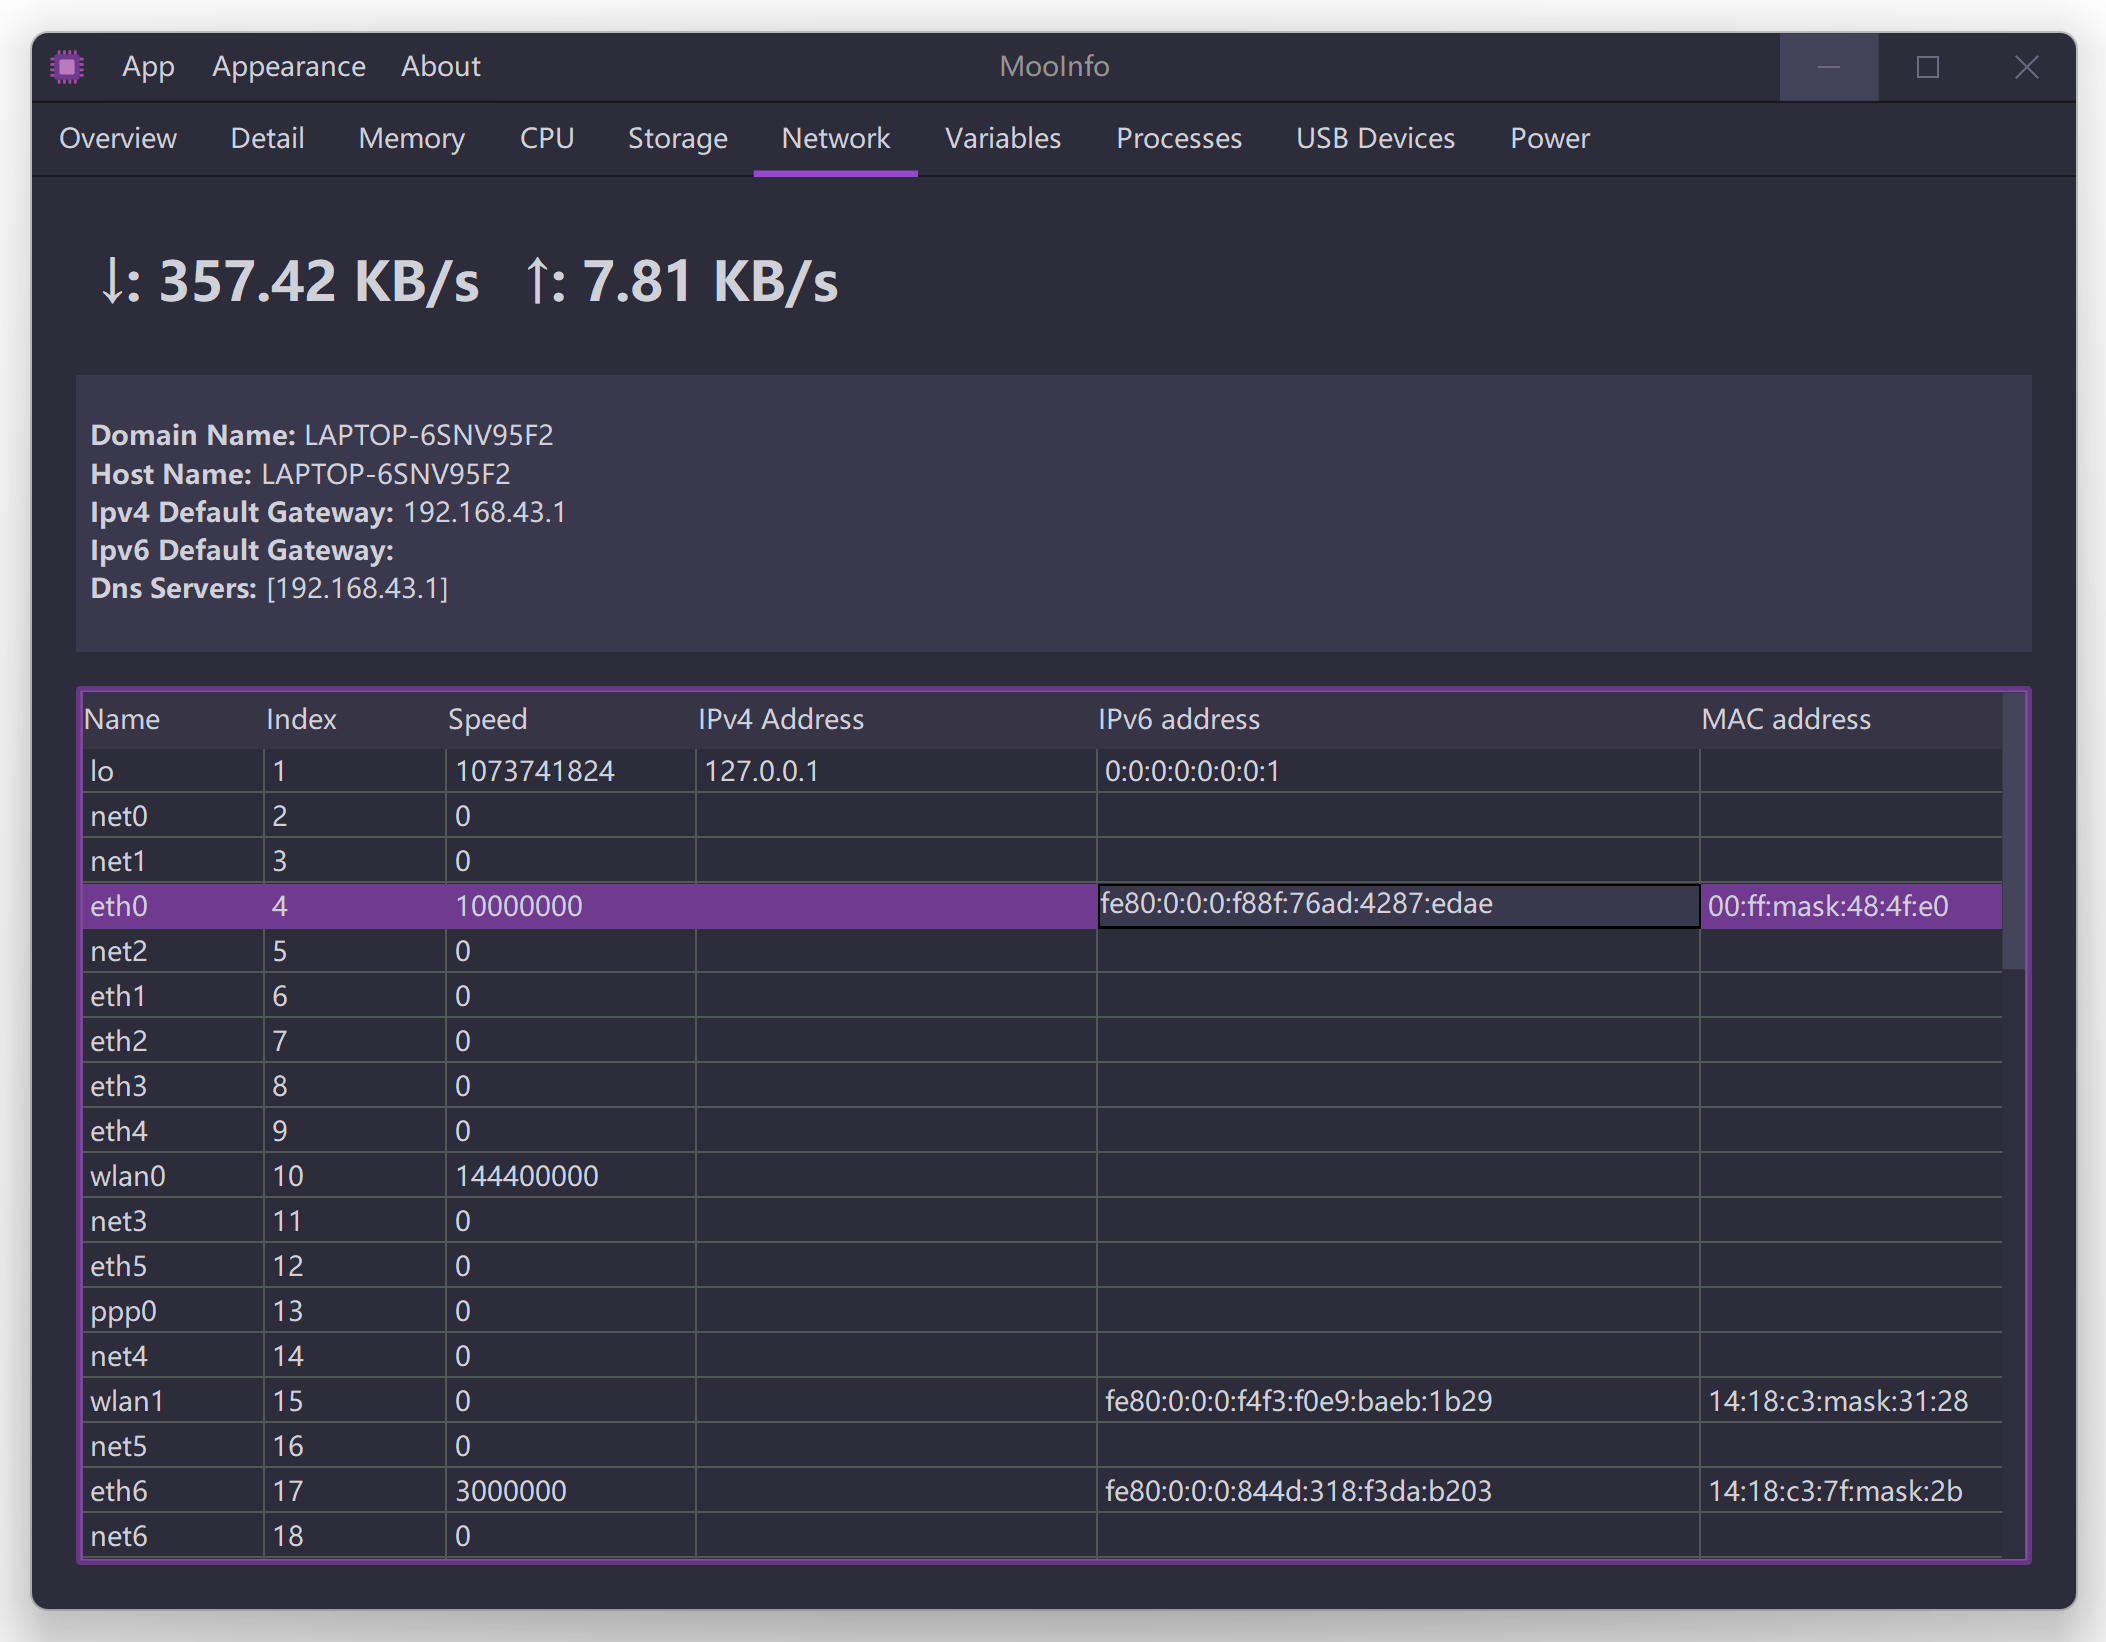 App Appearance About MooInfo
Overview Detail Memory CPU Storage Network Variables Processes USB Devices Power
↓: 357.42 KB/s ↑: 7.81 KB/s
Domain Name: LAPTOP-6SNV95F2
Host Name: LAPTOP-6SNV95F2
Ipv4 Default Gateway: 192.168.43.1
Ipv6 Default Gateway:
Dns Servers: [192.168.43.1]
Name Index Speed IPv4 Address IPv6 address MAC address
lo 1 1073741824 127.0.0.1 0:0:0:0:0:0:0:1
net0 2 0
net1 3 0
eth0 4 10000000 fe80:0:0:0:f88f:76ad:4287:edae 00:ff:mask:48:4f:e0
net2 5 0
eth1 6 0
eth2 7 0
eth3 8 0
eth4 9 0
wlan0 10 144400000
net3 11 0
eth5 12 0
ppp0 13 0
net4 14 0
wlan1 15 0 fe80:0:0:0:f4f3:f0e9:baeb:1b29 14:18:c3:mask:31:28
net5 16 0
eth6 17 3000000 fe80:0:0:0:844d:318:f3da:b203 14:18:c3:7f:mask:2b
net6 18 0